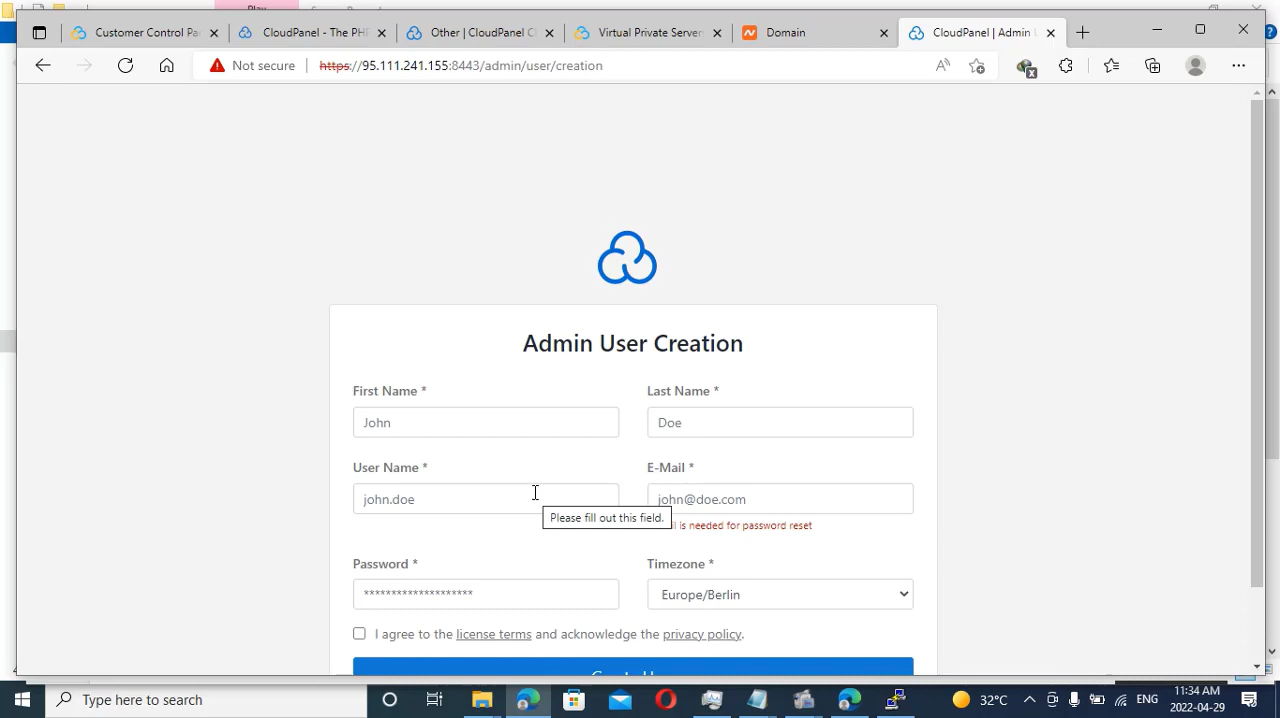 Customer Control Pa
CloudPanel - The PHP
Other | CloudPanel C
Virtual Private Server
Domain
CloudPanel | Admin U
Not secure
https://95.111.241.155:8443/admin/user/creation
Admin User Creation
First Name *
Last Name *
John
Doe
User Name *
E-Mail *
john.doe
john@doe.com
Please fill out this field.
is needed for password reset
Password *
Timezone *
********************
Europe/Berlin
I agree to the license terms and acknowledge the privacy policy.
Type here to search
32°C
ENG
11:34 AM
2022-04-29